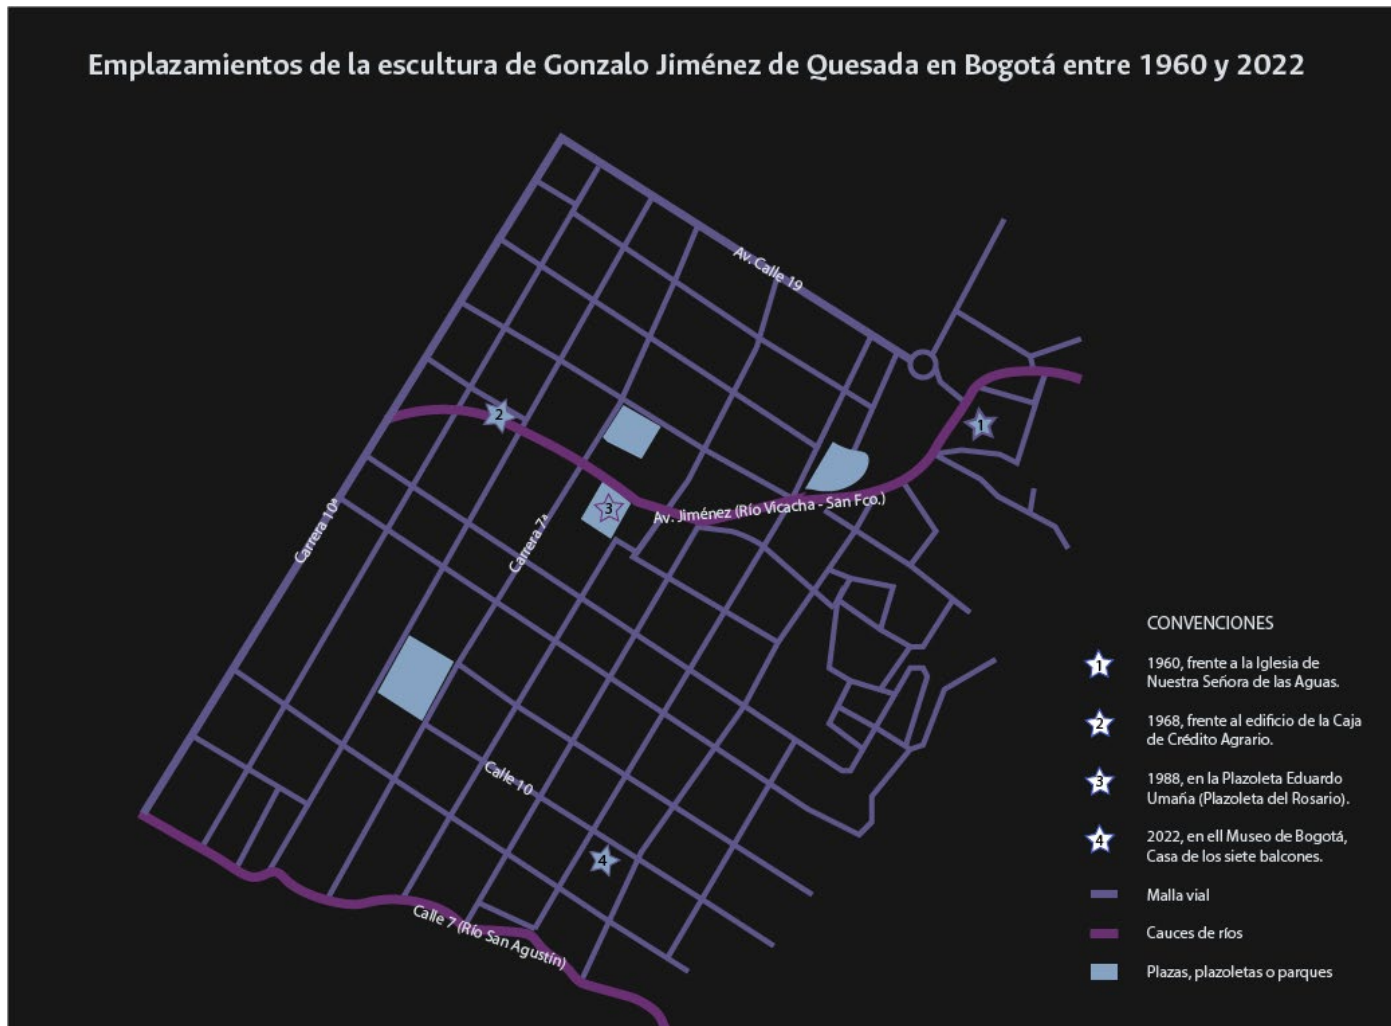 Emplazamientos de la escultura de Gonzalo Jiménez de Quesada en Bogotá entre 1960 y 2022
Av. Calle 19
1
2
3
Av. Jiménez (Río Vicacha - San Fco.)
Carrera 10ª
Carrera 7ª
Calle 10
4
Calle 7 (Río San Agustín)
CONVENCIONES
1
1960, frente a la Iglesia de
Nuestra Señora de las Aguas.
2
1968, frente al edificio de la Caja
de Crédito Agrario.
3
1988, en la Plazoleta Eduardo
Umaña (Plazoleta del Rosario).
4
2022, en ell Museo de Bogotá,
Casa de los siete balcones.
Malla vial
Cauces de ríos
Plazas, plazoletas o parques